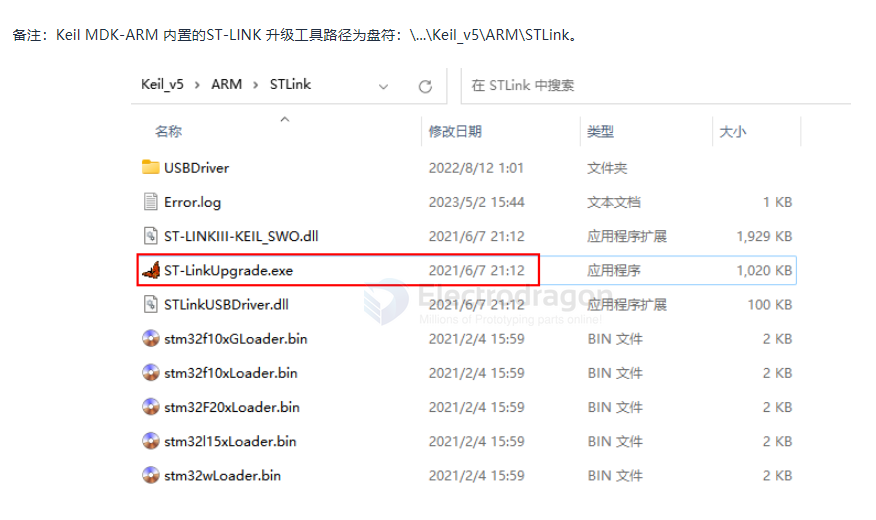 备注：Keil MDK-ARM 内置的ST-LINK 升级工具路径为盘符：\...\Keil_v5\ARM\STLink。
Keil_v5 › ARM › STLink 在 STLink 中搜索
名称 修改日期 类型 大小
USBDriver 2022/8/12 1:01 文件夹
Error.log 2023/5/2 15:44 文本文档 1 KB
ST-LINKIII-KEIL_SWO.dll 2021/6/7 21:12 应用程序扩展 1,929 KB
ST-LinkUpgrade.exe 2021/6/7 21:12 应用程序 1,020 KB
STLinkUSBDriver.dll 2021/6/7 21:12 应用程序扩展 100 KB
Electrodragon
Millions of Prototyping parts online!
stm32f10xGLoader.bin 2021/2/4 15:59 BIN 文件 2 KB
stm32f10xLoader.bin 2021/2/4 15:59 BIN 文件 2 KB
stm32F20xLoader.bin 2021/2/4 15:59 BIN 文件 2 KB
stm32l15xLoader.bin 2021/2/4 15:59 BIN 文件 2 KB
stm32wLoader.bin 2021/2/4 15:59 BIN 文件 2 KB